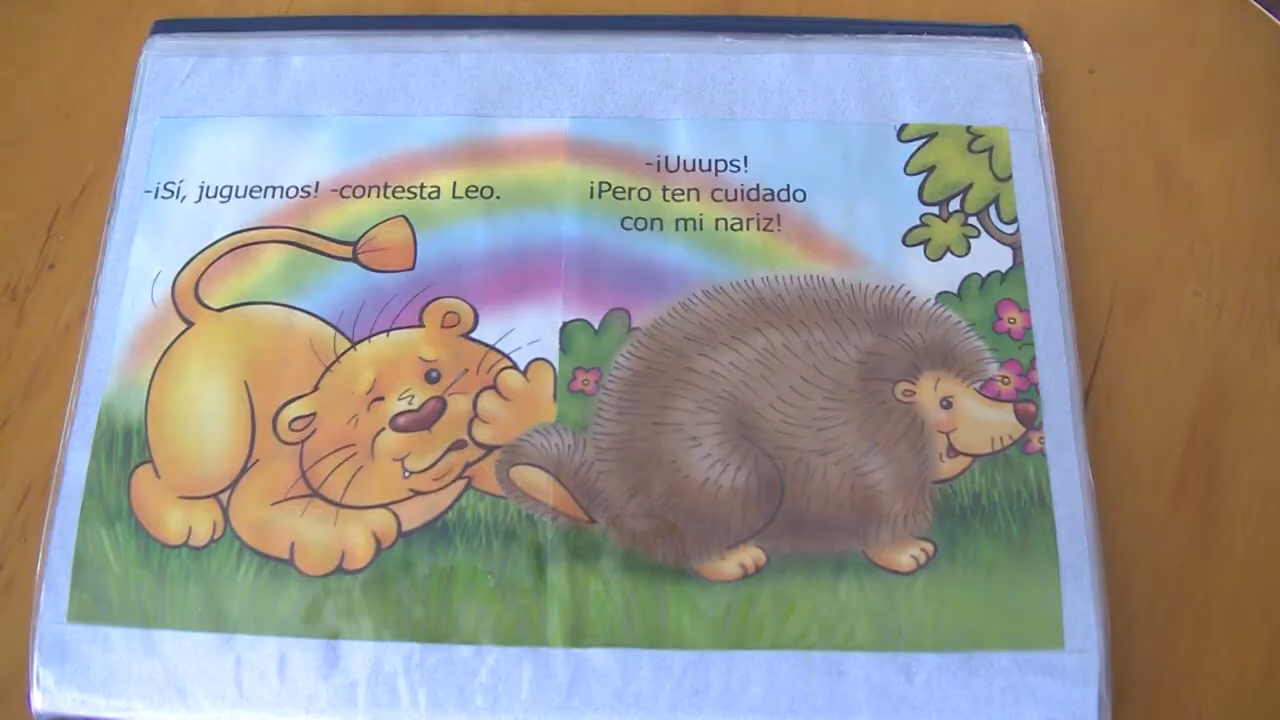 -¡Sí, juguemos! -contesta Leo.
-¡Uuups!
¡Pero ten cuidado
con mi nariz!